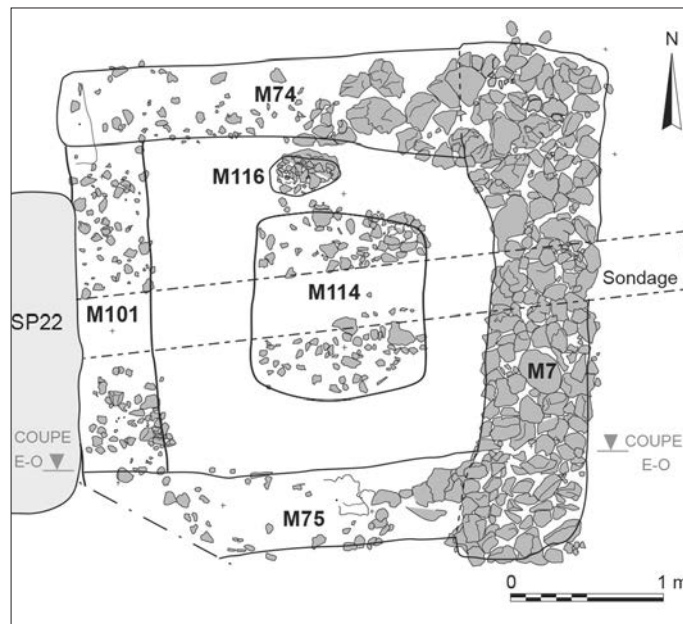 N
M74
M116
Sondage
M114
SP22
M101
M7
COUPE
E-O
COUPE
E-O
M75
0 1 m